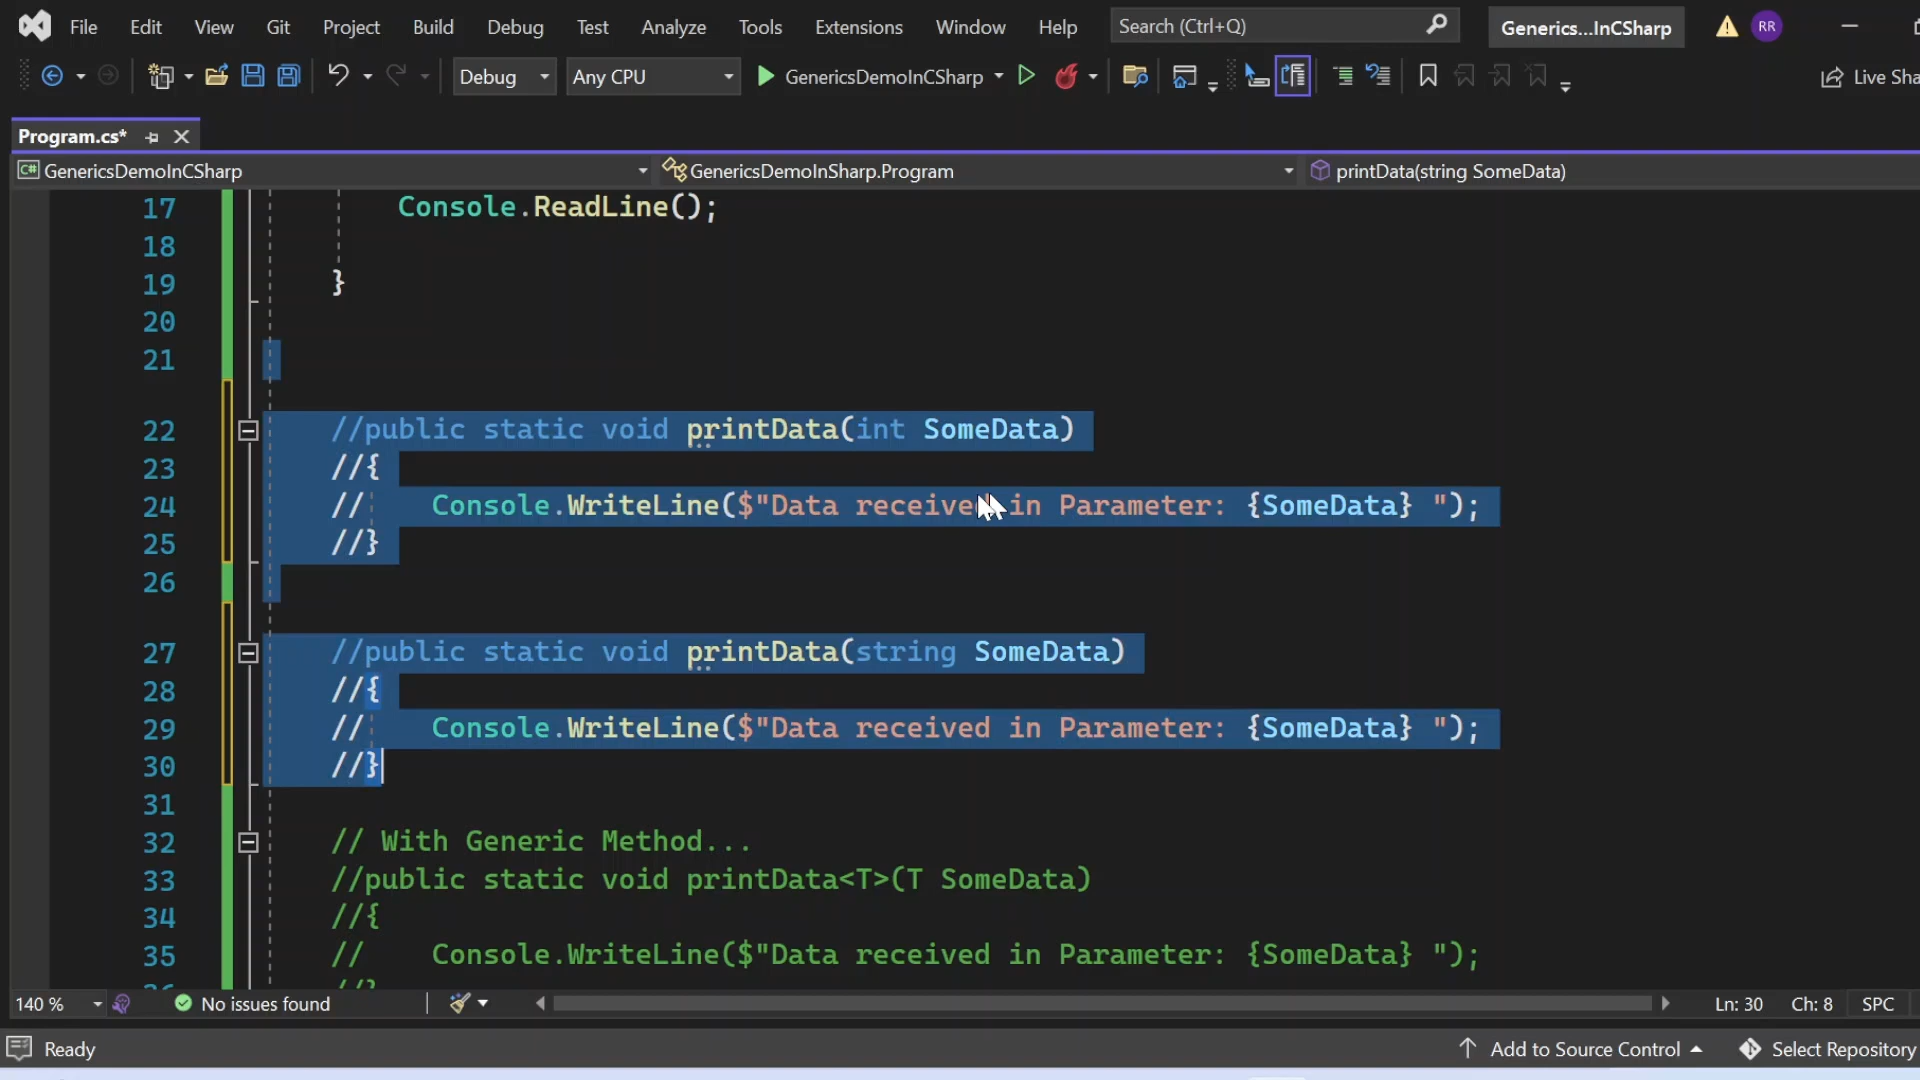 File Edit View Git Project Build Debug Test Analyze Tools Extensions Window Help Search (Ctrl+Q) Generics...InCSharp RR
Debug Any CPU GenericsDemoInCSharp Live Sha
Program.cs*
C# GenericsDemoInCSharp GenericsDemoInSharp.Program printData(string SomeData)
17 Console.ReadLine();
18
19 }
20
21
22 //public static void printData(int SomeData)
23 //{
24 // Console.WriteLine($"Data received in Parameter: {SomeData} ");
25 //}
26
27 //public static void printData(string SomeData)
28 //{
29 // Console.WriteLine($"Data received in Parameter: {SomeData} ");
30 //}
31
32 // With Generic Method...
33 //public static void printData<T>(T SomeData)
34 //{
35 // Console.WriteLine($"Data received in Parameter: {SomeData} ");
140 % No issues found Ln: 30 Ch: 8 SPC
Ready Add to Source Control Select Repository